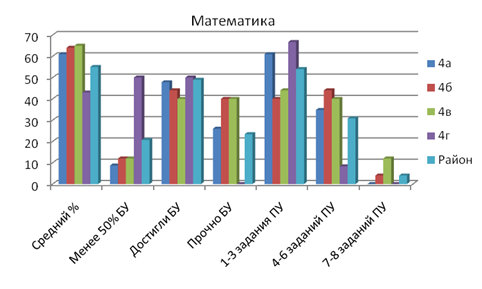 Математика
70
60
50
40
30
20
10
0
Средний %
Менее 50% БУ
Достигли БУ
Прочно БУ
1-3 задания ПУ
4-6 заданий ПУ
7-8 заданий ПУ
4а
4б
4в
4г
Район